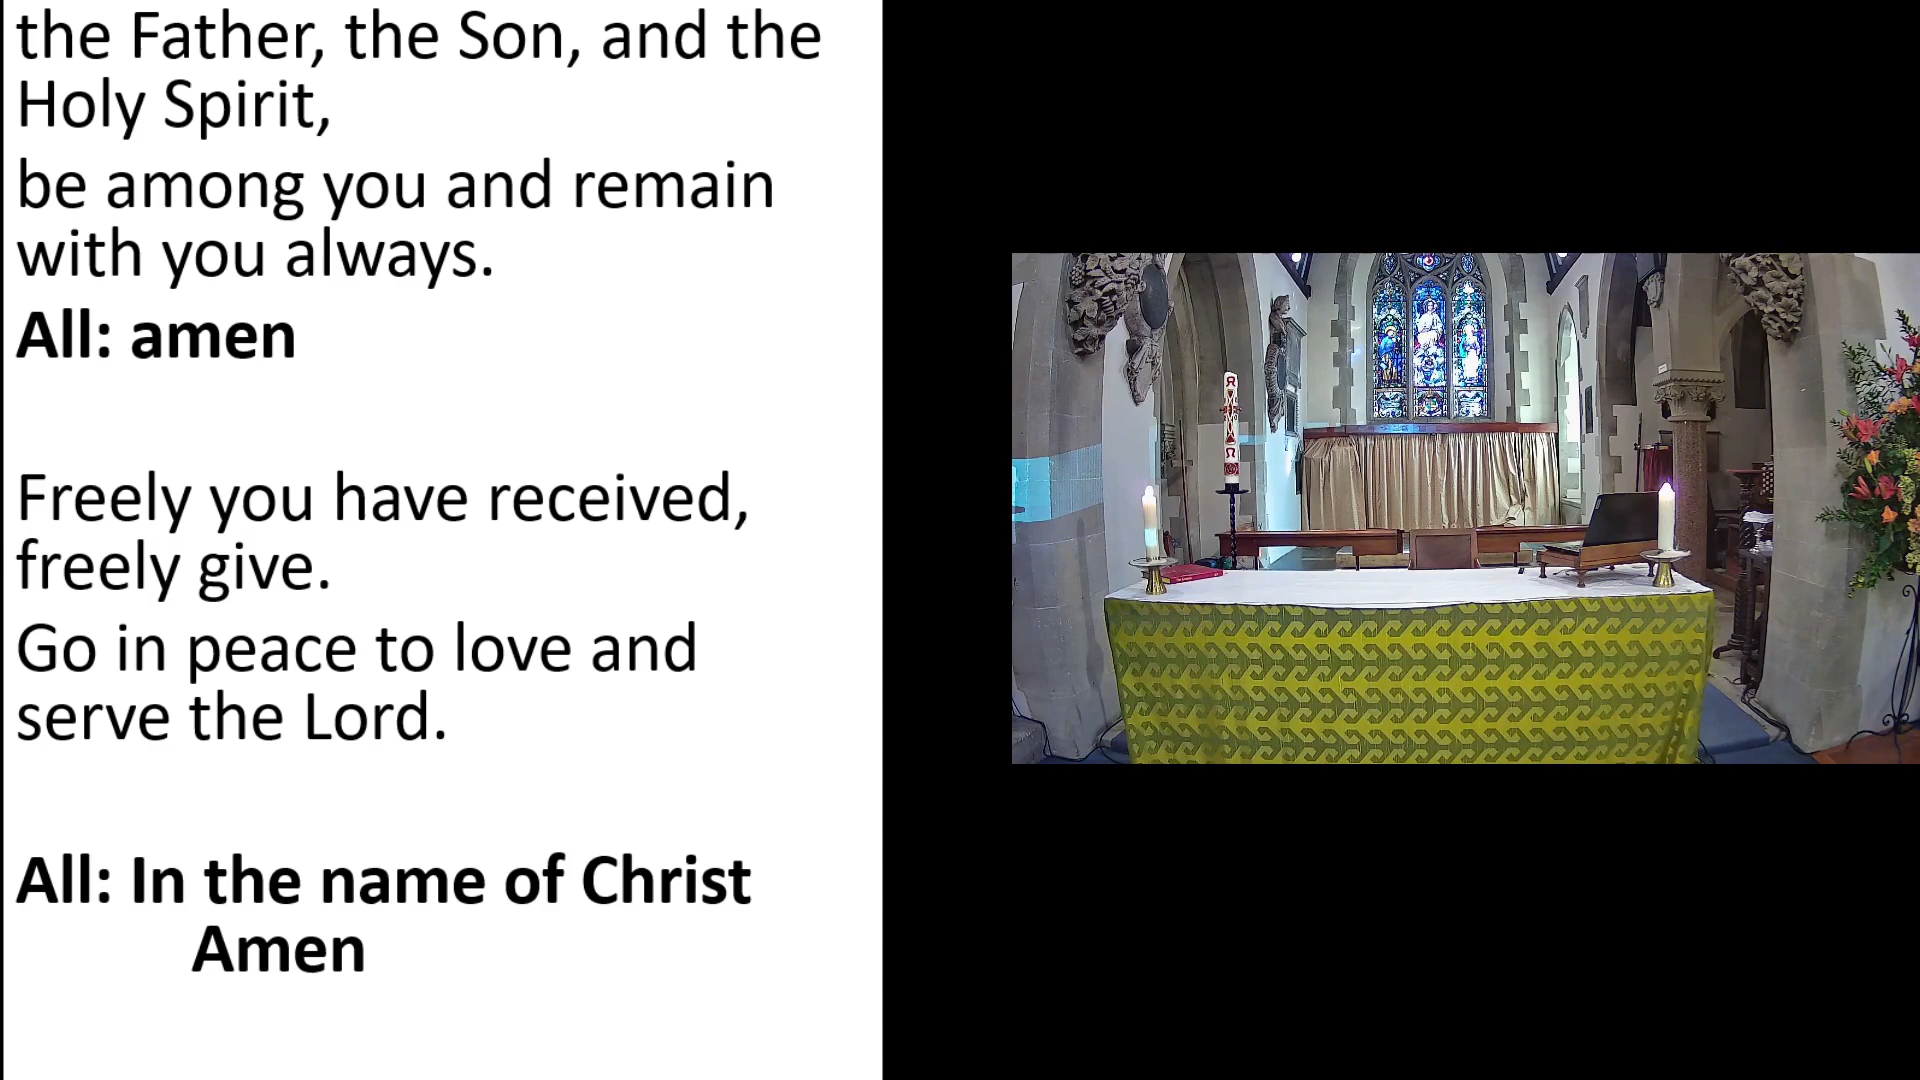 the Father, the Son, and the
Holy Spirit,
be among you and remain
with you always.
All: amen
Freely you have received,
freely give.
Go in peace to love and
serve the Lord.
All: In the name of Christ
Amen